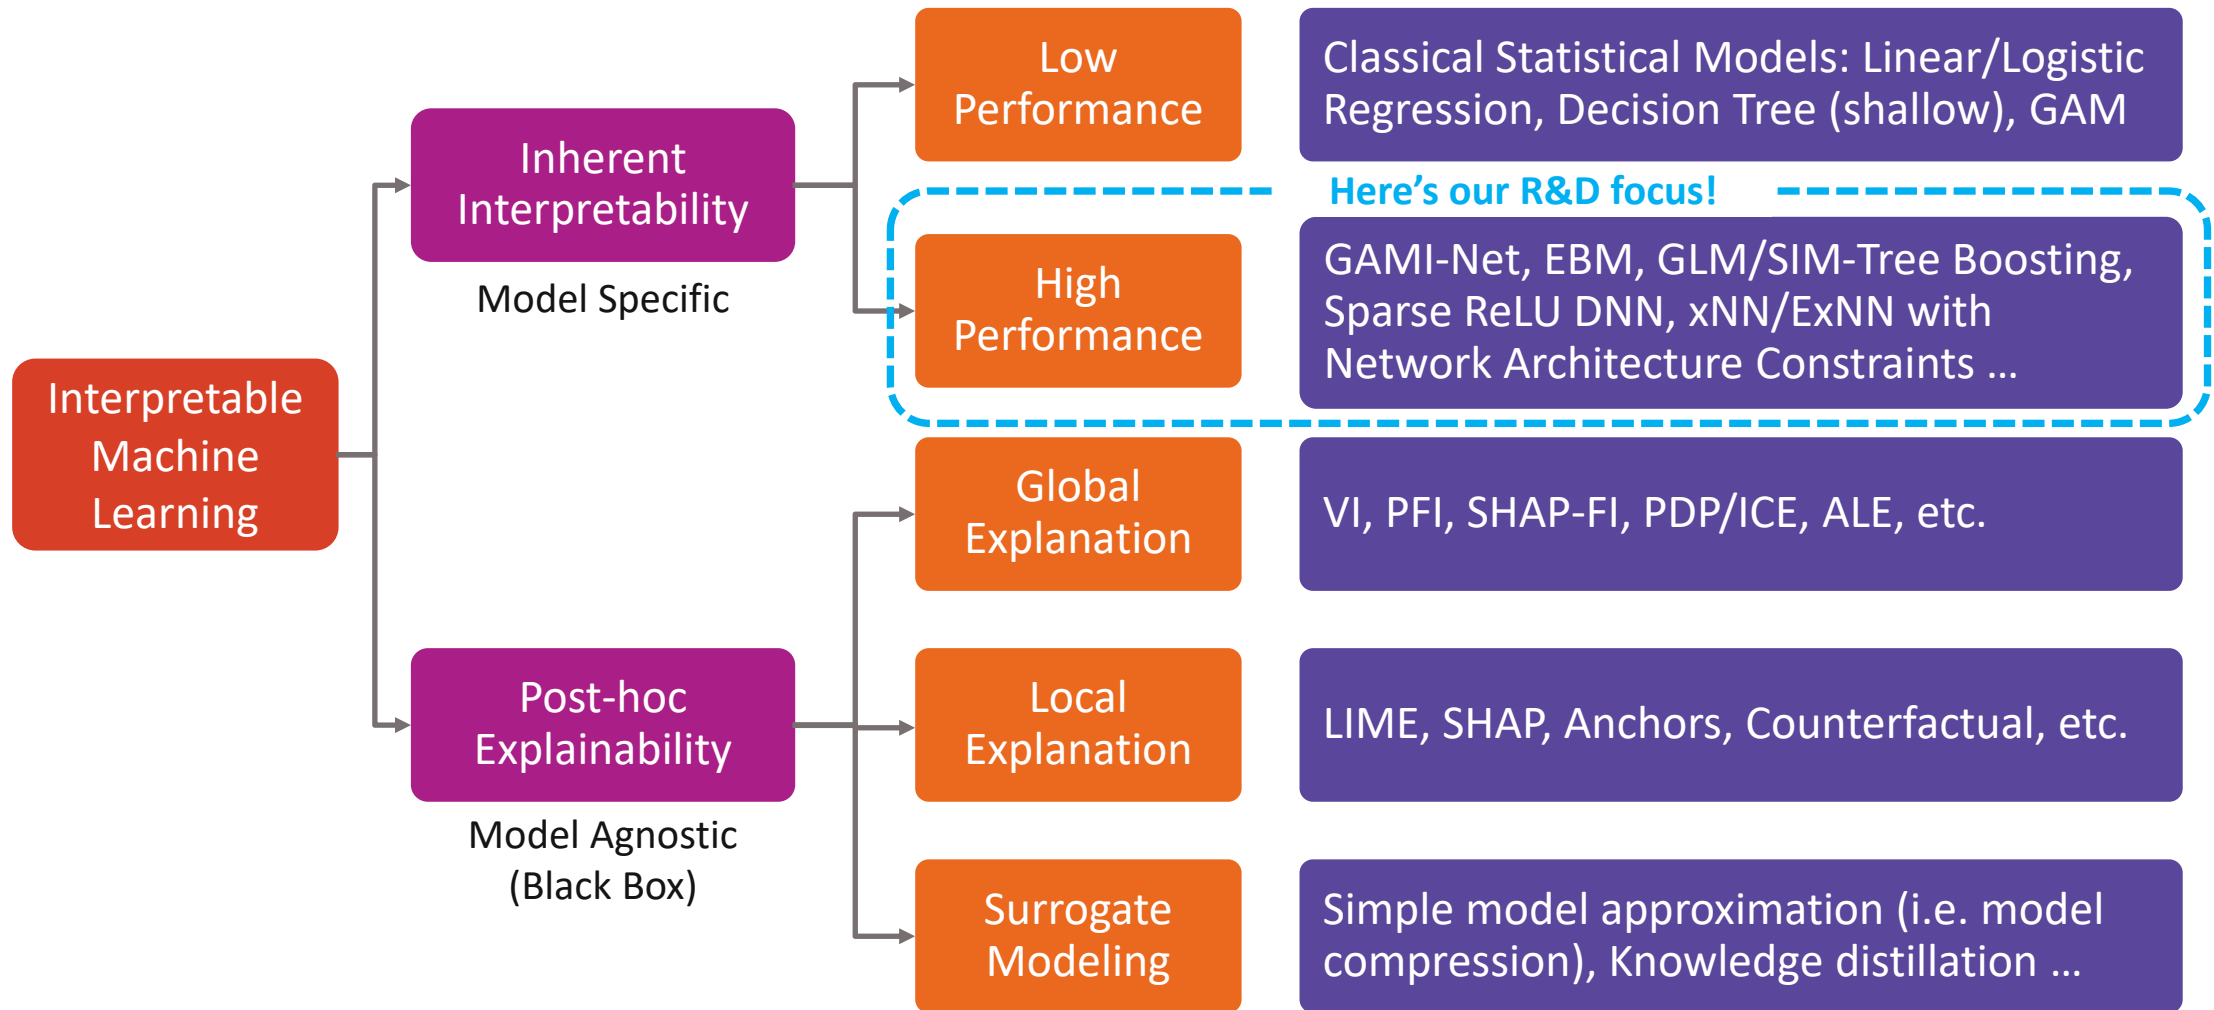 Interpretable
Machine
Learning
Inherent
Interpretability
Model Specific
Low
Performance
Classical Statistical Models: Linear/Logistic
Regression, Decision Tree (shallow), GAM
Here’s our R&D focus!
High
Performance
GAMI-Net, EBM, GLM/SIM-Tree Boosting,
Sparse ReLU DNN, xNN/ExNN with
Network Architecture Constraints ...
Post-hoc
Explainability
Model Agnostic
(Black Box)
Global
Explanation
VI, PFI, SHAP-FI, PDP/ICE, ALE, etc.
Local
Explanation
LIME, SHAP, Anchors, Counterfactual, etc.
Surrogate
Modeling
Simple model approximation (i.e. model
compression), Knowledge distillation ...